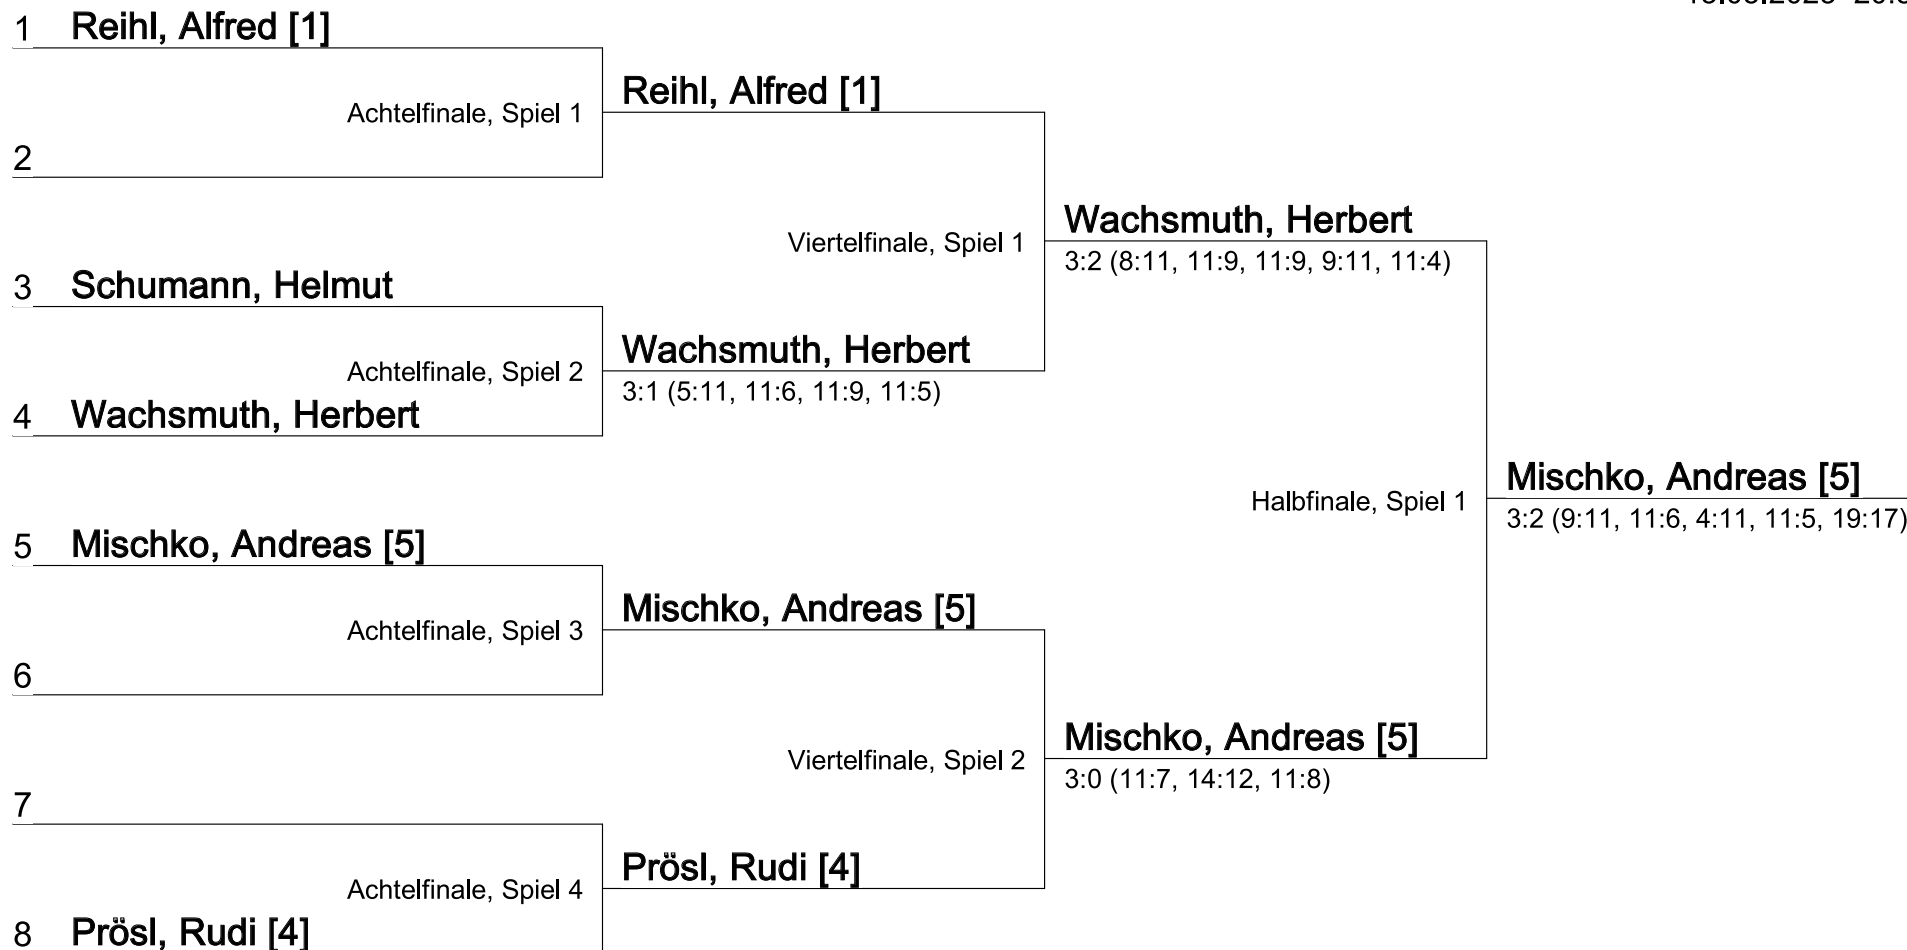 1 Reihl, Alfred [1]
Reihl, Alfred [1]
Achtelfinale, Spiel 1
2
Wachsmuth, Herbert
Viertelfinale, Spiel 1
3:2 (8:11, 11:9, 11:9, 9:11, 11:4)
3 Schumann, Helmut
Wachsmuth, Herbert
Achtelfinale, Spiel 2
3:1 (5:11, 11:6, 11:9, 11:5)
4 Wachsmuth, Herbert
Mischko, Andreas [5]
Halbfinale, Spiel 1
3:2 (9:11, 11:6, 4:11, 11:5, 19:17)
5 Mischko, Andreas [5]
Mischko, Andreas [5]
Achtelfinale, Spiel 3
6
Mischko, Andreas [5]
Viertelfinale, Spiel 2
3:0 (11:7, 14:12, 11:8)
7
Prösl, Rudi [4]
Achtelfinale, Spiel 4
8 Prösl, Rudi [4]